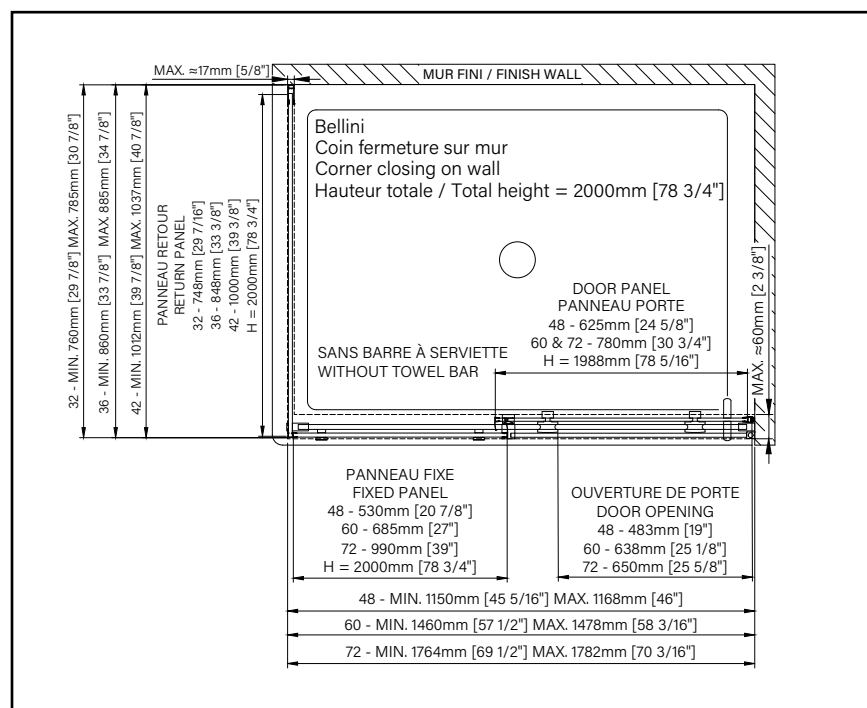 MAX. ≈17mm [5/8"]
MUR FINI / FINISH WALL
32 - MIN. 760mm [29 7/8"] MAX. 785mm [30 7/8"]
36 - MIN. 860mm [33 7/8"] MAX. 885mm [34 7/8"]
42 - MIN. 1012mm [39 7/8"] MAX. 1037mm [40 7/8"]
PANNEAU RETOUR
RETURN PANEL
32 - 748mm [29 7/16"]
36 - 848mm [33 3/8"]
42 - 1000mm [39 3/8"]
H = 2000mm [78 3/4"]
Bellini
Coin fermeture sur mur
Corner closing on wall
Hauteur totale / Total height = 2000mm [78 3/4"]
DOOR PANEL
PANNEAU PORTE
48 - 625mm [24 5/8"]
60 & 72 - 780mm [30 3/4"]
H = 1988mm [78 5/16"]
MAX. ≈60mm [2 3/8"]
SANS BARRE À SERVIETTE
WITHOUT TOWEL BAR
PANNEAU FIXE
FIXED PANEL
48 - 530mm [20 7/8"]
60 - 685mm [27"]
72 - 990mm [39"]
H = 2000mm [78 3/4"]
OUVERTURE DE PORTE
DOOR OPENING
48 - 483mm [19"]
60 - 638mm [25 1/8"]
72 - 650mm [25 5/8"]
48 - MIN. 1150mm [45 5/16"] MAX. 1168mm [46"]
60 - MIN. 1460mm [57 1/2"] MAX. 1478mm [58 3/16"]
72 - MIN. 1764mm [69 1/2"] MAX. 1782mm [70 3/16"]